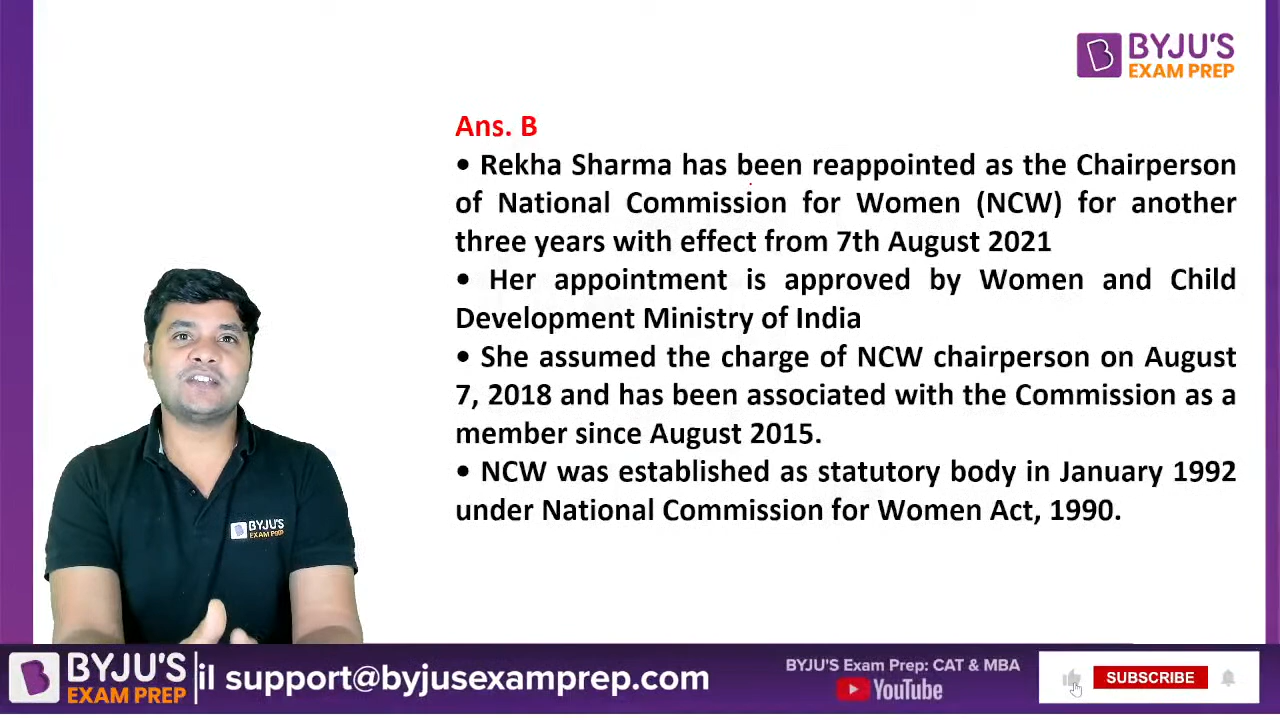 BYJU'S
EXAM PREP
Ans. B
• Rekha Sharma has been reappointed as the Chairperson
of National Commission for Women (NCW) for another
three years with effect from 7th August 2021
• Her appointment is approved by Women and Child
Development Ministry of India
• She assumed the charge of NCW chairperson on August
7, 2018 and has been associated with the Commission as a
member since August 2015.
• NCW was established as statutory body in January 1992
under National Commission for Women Act, 1990.
BYJU'S
EXAM PREP
BYJU'S
EXAM PREP
il support@byjusexamprep.com
BYJU'S Exam Prep: CAT & MBA
YouTube
SUBSCRIBE